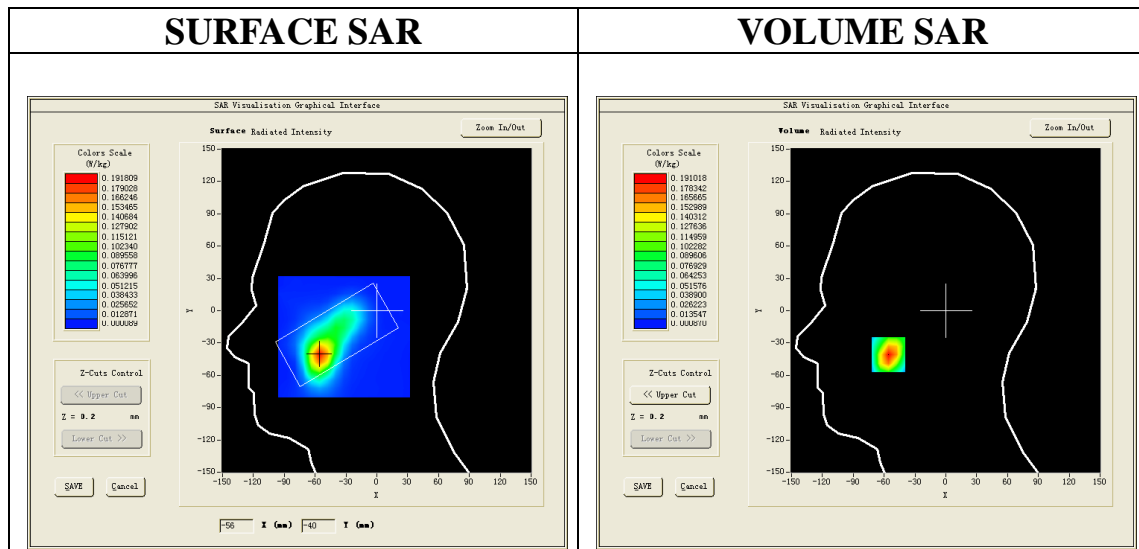 SURFACE SAR
VOLUME SAR
SAR Visualisation Graphical Interface
Surface Radiated Intensity
Zoom In/Out
Colors Scale
(W/kg)
0.191809
0.179028
0.166246
0.153465
0.140684
0.127902
0.115121
0.102340
0.089558
0.076777
0.063996
0.051215
0.038433
0.025652
0.012871
0.000089
150
120
90
60
30
0
-30
-60
-90
-120
-150
Y
-150 -120 -90 -60 -30 0 30 60 90 120 150
X
Z-Cuts Control
<< Upper Cut
Z = 0.2 mm
Lower Cut >>
SAVE Cancel
-56 X (mm) -40 Y (mm)
SAR Visualisation Graphical Interface
Volume Radiated Intensity
Zoom In/Out
Colors Scale
(W/kg)
0.191018
0.178342
0.165665
0.152989
0.140312
0.127636
0.114959
0.102282
0.089606
0.076929
0.064253
0.051576
0.038900
0.026223
0.013547
0.000870
150
120
90
60
30
0
-30
-60
-90
-120
-150
Y
-150 -120 -90 -60 -30 0 30 60 90 120 150
X
Z-Cuts Control
<< Upper Cut
Z = 0.2 mm
Lower Cut >>
SAVE Cancel